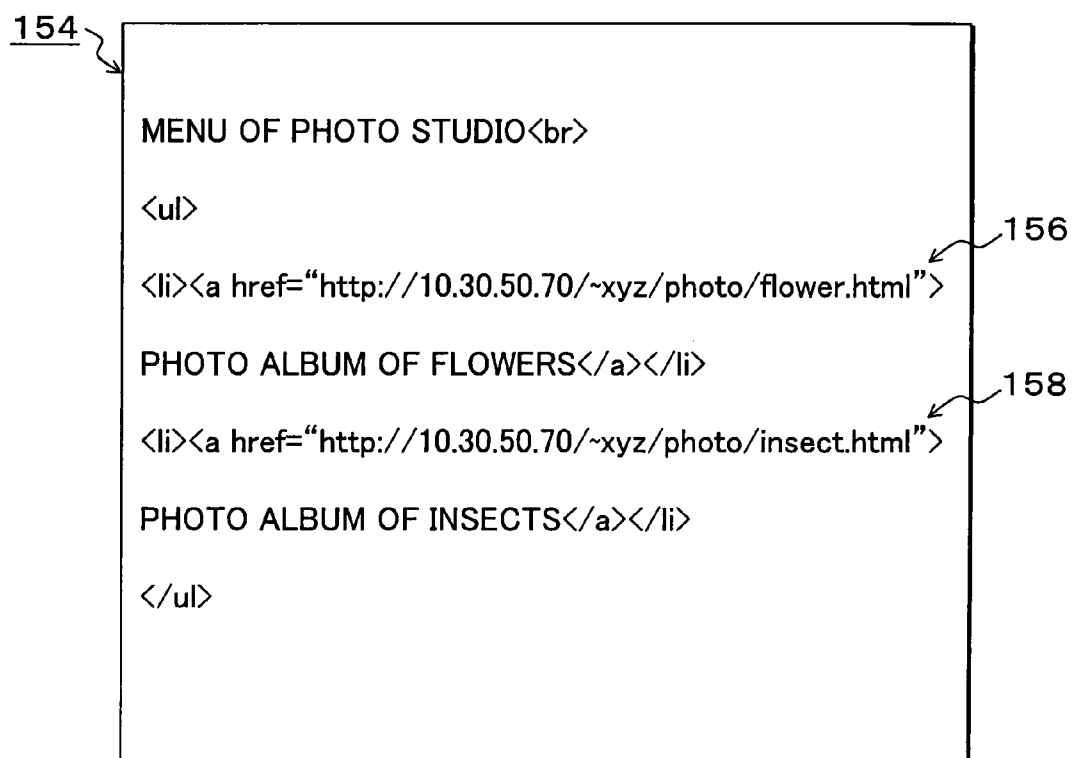 154
MENU OF PHOTO STUDIO<br>
<ul>
156
<li><a href=“http://10.30.50.70/~xyz/photo/flower.html”>
PHOTO ALBUM OF FLOWERS</a></li>
158
<li><a href=“http://10.30.50.70/~xyz/photo/insect.html”>
PHOTO ALBUM OF INSECTS</a></li>
</ul>